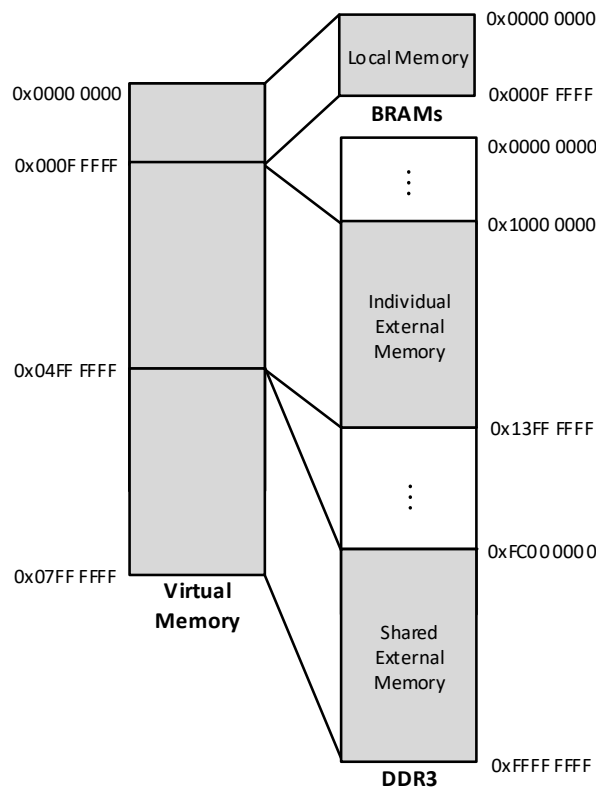 0x0000 0000
0x000F FFFF
0x04FF FFFF
0x07FF FFFF
Virtual
Memory
0x0000 0000
Local Memory
0x000F FFFF
BRAMs
0x0000 0000
⋮
0x1000 0000
Individual
External
Memory
0x13FF FFFF
⋮
0xFC00 0000
Shared
External
Memory
0xFFFF FFFF
DDR3